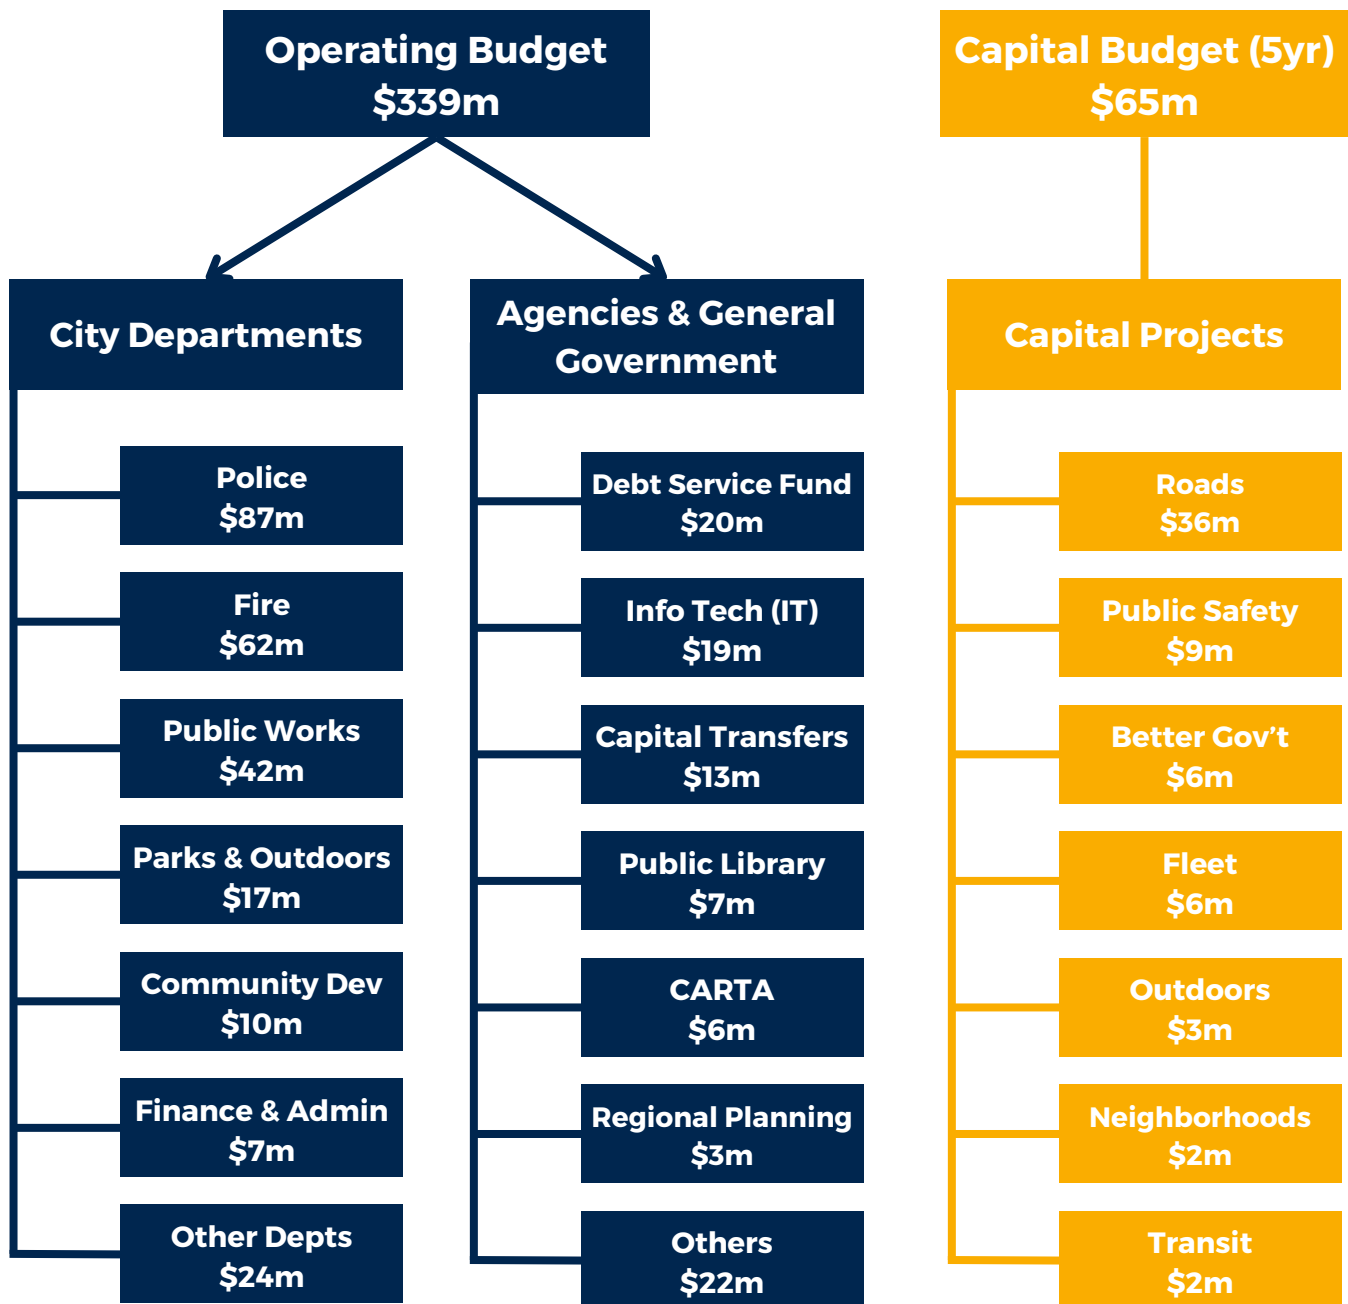 Operating Budget
$339m
Capital Budget (5yr)
$65m
City Departments
Police
$87m
Fire
$62m
Public Works
$42m
Parks & Outdoors
$17m
Community Dev
$10m
Finance & Admin
$7m
Other Depts
$24m
Agencies & General
Government
Debt Service Fund
$20m
Info Tech (IT)
$19m
Capital Transfers
$13m
Public Library
$7m
CARTA
$6m
Regional Planning
$3m
Others
$22m
Capital Projects
Roads
$36m
Public Safety
$9m
Better Gov’t
$6m
Fleet
$6m
Outdoors
$3m
Neighborhoods
$2m
Transit
$2m